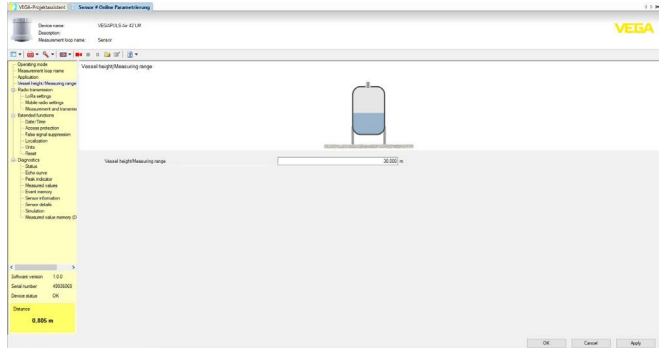 VEGA-Projektassistent
Sensor # Online Parametrierung
Device name:
VEGAPULS Air 42 UR
Description:
Measurement loop name:
Sensor
VEGA
Operating mode
Measurement loop name
Application
Vessel height/Measuring range
Radio transmission
LoRa settings
Mobile radio settings
Measurement and transmis
Extended functions
Date/Time
Access protection
False signal suppression
Localization
Units
Reset
Diagnostics
Status
Echo curve
Peak indicator
Measured values
Event memory
Sensor information
Sensor details
Simulation
Measured value memory (D
Vessel height/Measuring range
Vessel height/Measuring range
30.000 m
Software version
1.0.0
Serial number
Device status
OK
Distance
0,805 m
OK
Cancel
Apply